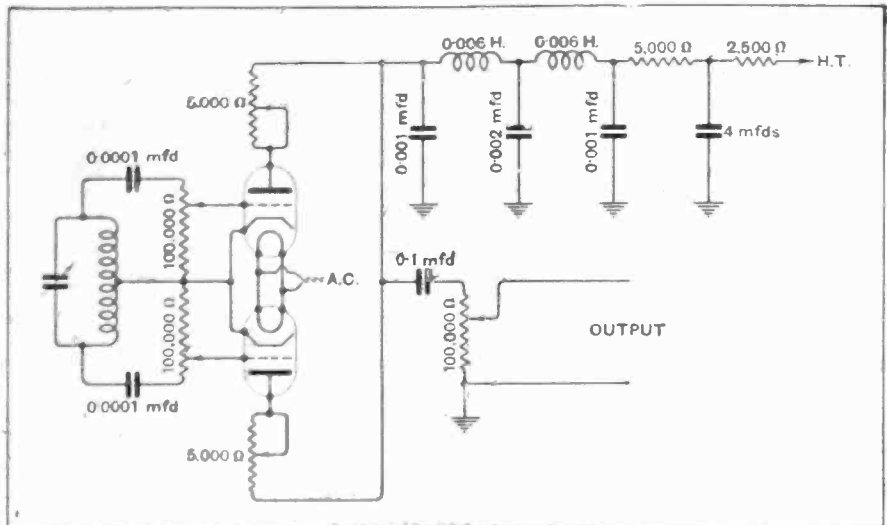 0·006 H.
0·006 H.
5,000 Ω
2,500 Ω
H.T.
5,000 Ω
0·001 mfd
0·002 mfd
0·001 mfd
4 mfds
0·0001 mfd
100,000 Ω
A.C.
0·1 mfd
100,000 Ω
100,000 Ω
OUTPUT
0·0001 mfd
5,000 Ω